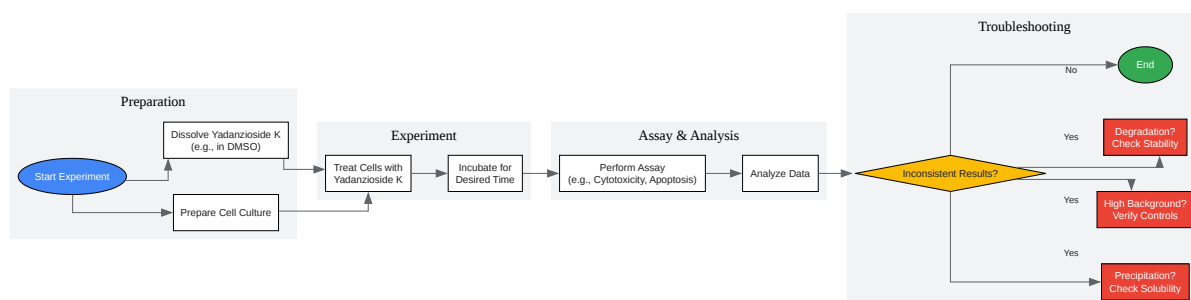 Preparation
Start Experiment
Dissolve Yadanzioside K
(e.g., in DMSO)
Prepare Cell Culture
Experiment
Treat Cells with
Yadanzioside K
Incubate for
Desired Time
Assay & Analysis
Perform Assay
(e.g., Cytotoxicity, Apoptosis)
Analyze Data
Troubleshooting
Inconsistent Results?
No
End
Yes
Degradation?
Check Stability
Yes
High Background?
Verify Controls
Yes
Precipitation?
Check Solubility